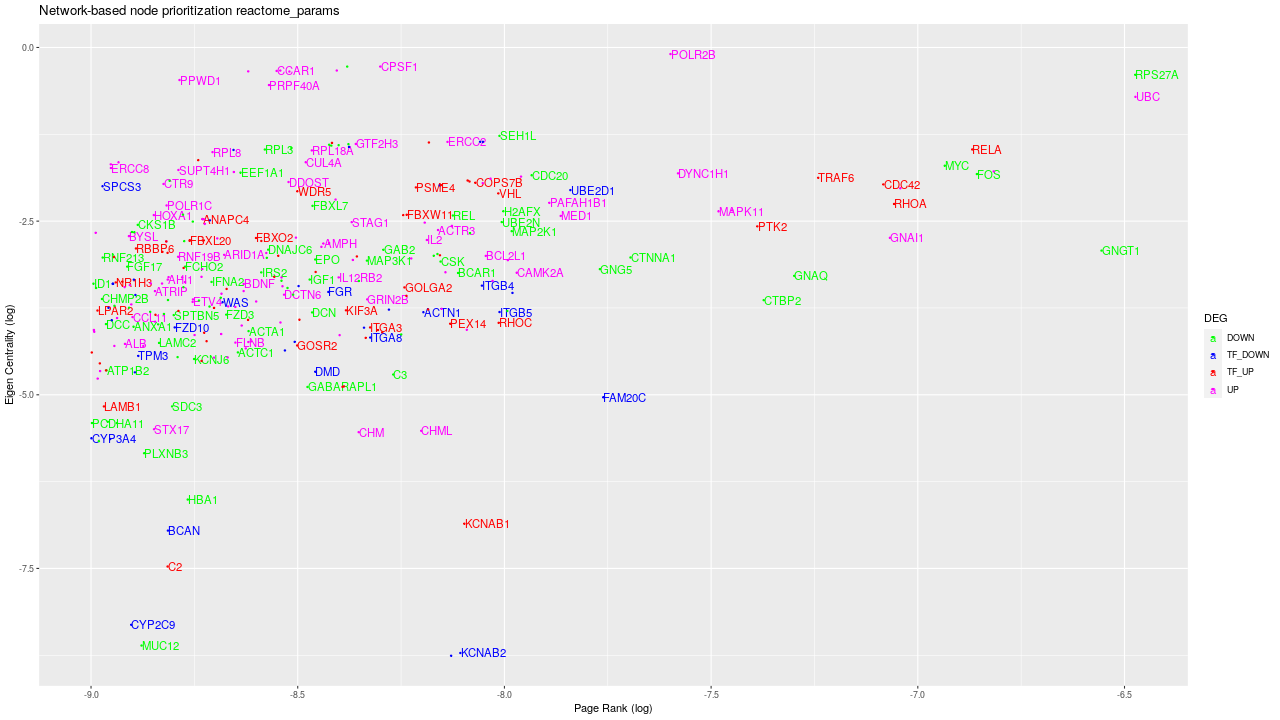 Network-based node prioritization reactome_params
0.0
-2.5
-5.0
-7.5
Eigen Centrality (log)
POLR2B
CPSF1
CCAR1
PPWD1
PRPF40A
RPS27A
UBC
SEH1L
GTF2H3
ERCC2
RPL8
RPL3
RPL18A
RELA
CUL4A
ERCC8
SUPT4H1
EEF1A1
MYC
FOS
DYNC1H1
TRAF6
CDC20
SPCS3
CTR9
DDOST
WDR5
PSME4
COPS7B
VHL
UBE2D1
CDC42
RHOA
PAFAH1B1
POLR1C
FBXL7
HOXA1
ANAPC4
FBXW11
REL
H2AFX
MED1
MAPK11
CKS1B
STAG1
UBE2N
PTK2
ACTR3
MAP2K1
BYSL
FBXL20
FBXO2
IL2
GNAI1
RBBP6
AMPH
DNAJC6
GAB2
GNGT1
RNF213
RNF19B
ARID1A
EPO
MAP3K1
CSK
BCL2L1
CTNNA1
FGF17
FCHO2
IRS2
BCAR1
CAMK2A
GNG5
GNAQ
ID1
NR1H3
AHI1
IFNA2
BDNF
IGF1
IL12RB2
GOLGA2
ITGB4
ATRIP
DCTN6
FGR
CHMP2B
ETV4
WAS
GRIN2B
CTBP2
LPAR2
CCL11
SPTBN5
FZD3
DCN
KIF3A
ACTN1
ITGB5
DCC
ANXA1
FZD10
ACTA1
ITGA3
PEX14
RHOC
ALB
LAMC2
FLNB
GOSR2
ITGA8
TPM3
KCNJ6
ACTC1
ATP1B2
DMD
C3
GABARAPL1
FAM20C
LAMB1
SDC3
PCDHA11
STX17
CHM
CHML
CYP3A4
PLXNB3
HBA1
KCNAB1
BCAN
C2
CYP2C9
MUC12
KCNAB2
-9.0
-8.5
-8.0
-7.5
-7.0
-6.5
Page Rank (log)
DEG
a DOWN
a TF_DOWN
a TF_UP
a UP